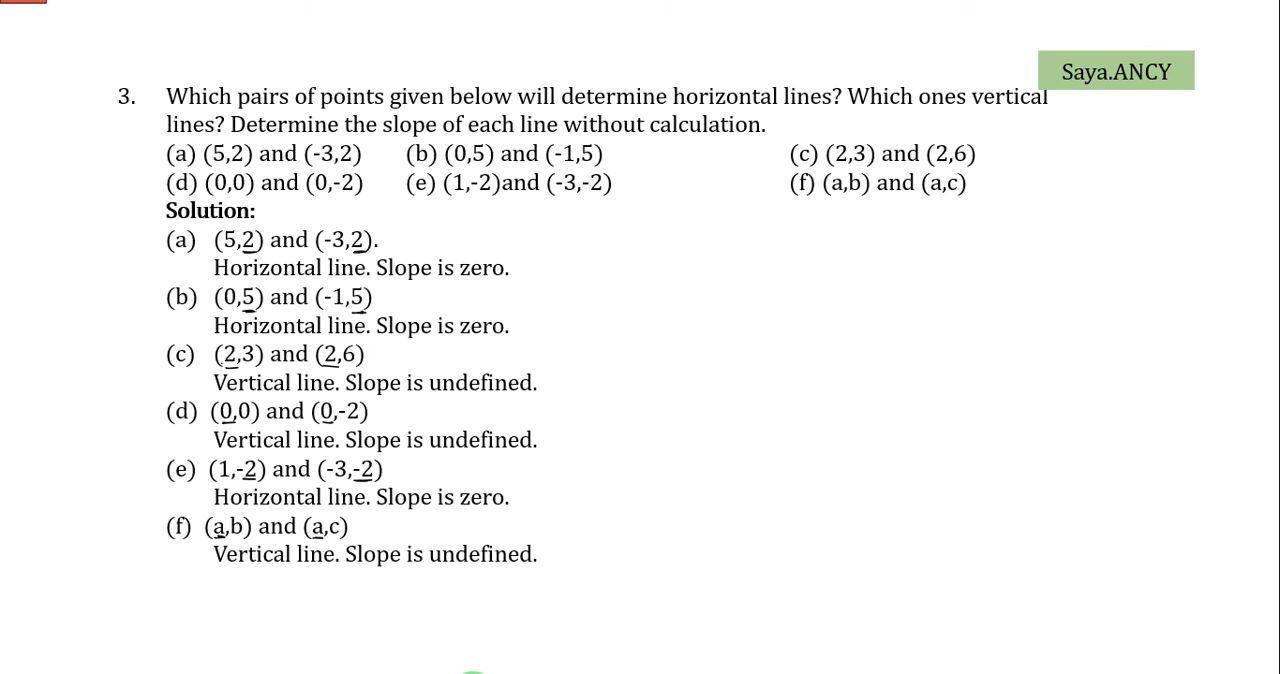 Saya.ANCY
3. Which pairs of points given below will determine horizontal lines? Which ones vertical
lines? Determine the slope of each line without calculation.
(a) (5,2) and (-3,2) (b) (0,5) and (-1,5) (c) (2,3) and (2,6)
(d) (0,0) and (0,-2) (e) (1,-2)and (-3,-2) (f) (a,b) and (a,c)
Solution:
(a) (5,2) and (-3,2).
Horizontal line. Slope is zero.
(b) (0,5) and (-1,5)
Horizontal line. Slope is zero.
(c) (2,3) and (2,6)
Vertical line. Slope is undefined.
(d) (0,0) and (0,-2)
Vertical line. Slope is undefined.
(e) (1,-2) and (-3,-2)
Horizontal line. Slope is zero.
(f) (a,b) and (a,c)
Vertical line. Slope is undefined.